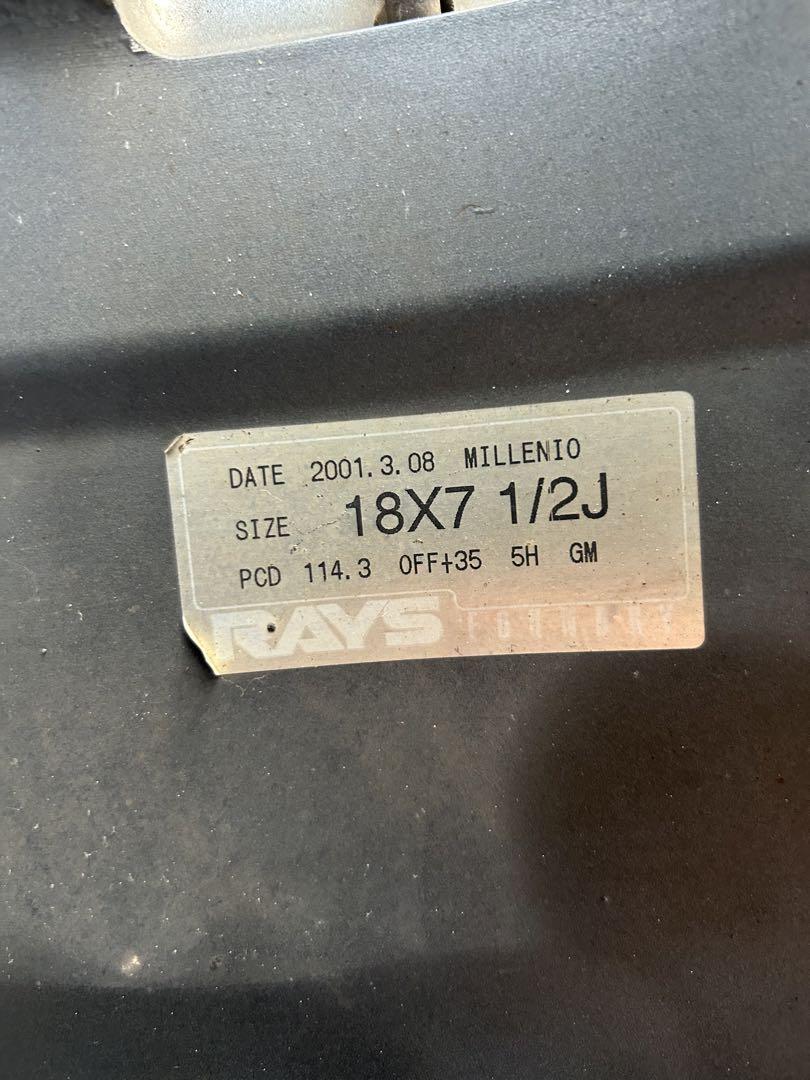 DATE 2001.3.08 MILLENIO
SIZE 18X7 1/2J
PCD 114.3 OFF+35 5H GM
RAYS